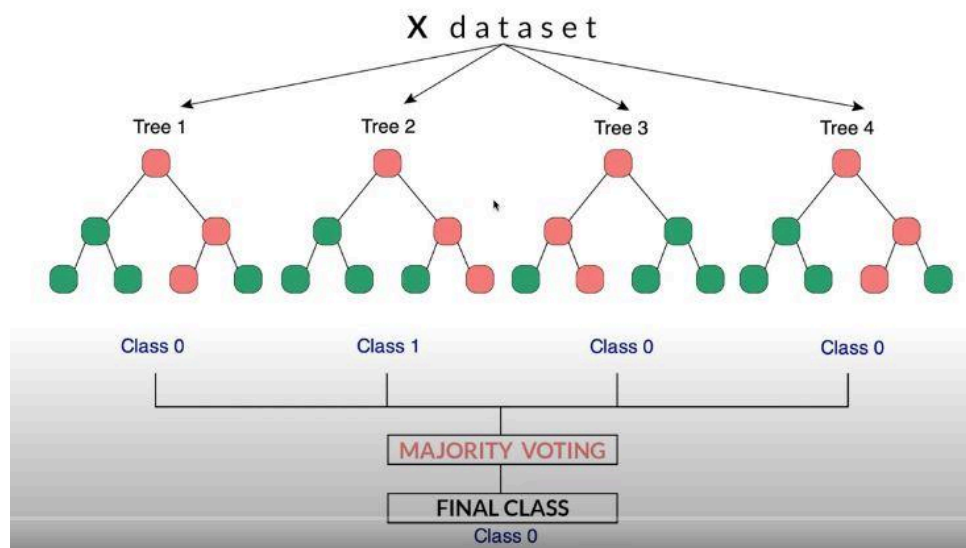 X dataset
Tree 1 Tree 2 Tree 3 Tree 4
Class 0 Class 1 Class 0 Class 0
MAJORITY VOTING
FINAL CLASS
Class 0